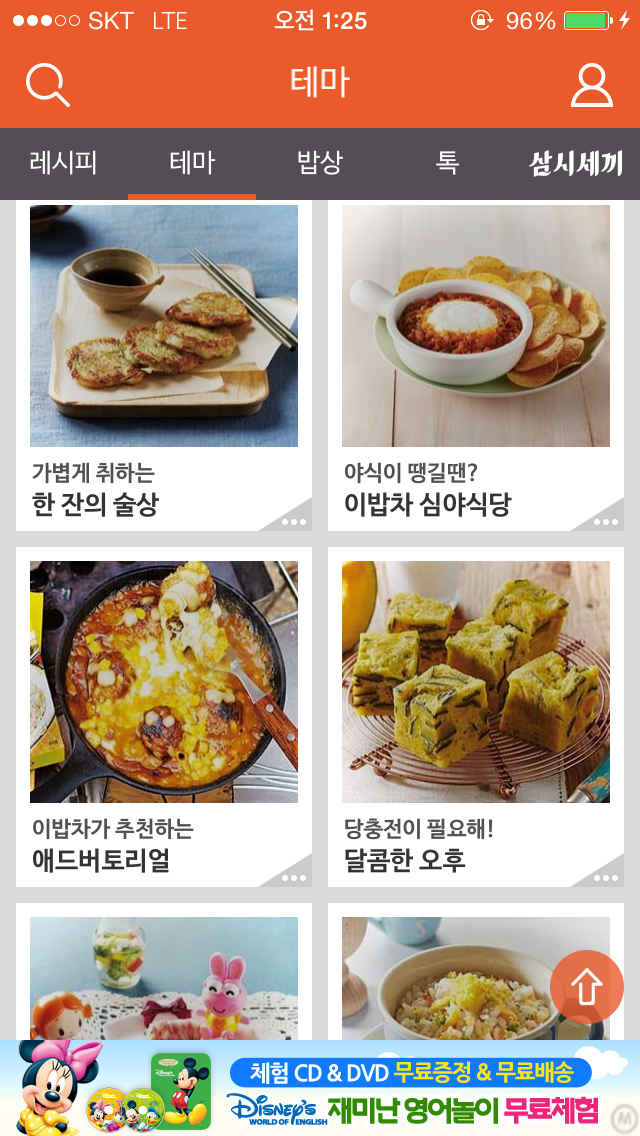 SKT LTE 오전 1:25 96%
테마
레시피 테마 밥상 톡 삼시세끼
가볍게 취하는
한 잔의 술상
야식이 땡길땐?
이밥차 심야식당
이밥차가 추천하는
애드버토리얼
당충전이 필요해!
달콤한 오후
체험 CD & DVD 무료증정 & 무료배송
Disney's 재미난 영어놀이 무료체험
WORLD OF ENGLISH
M